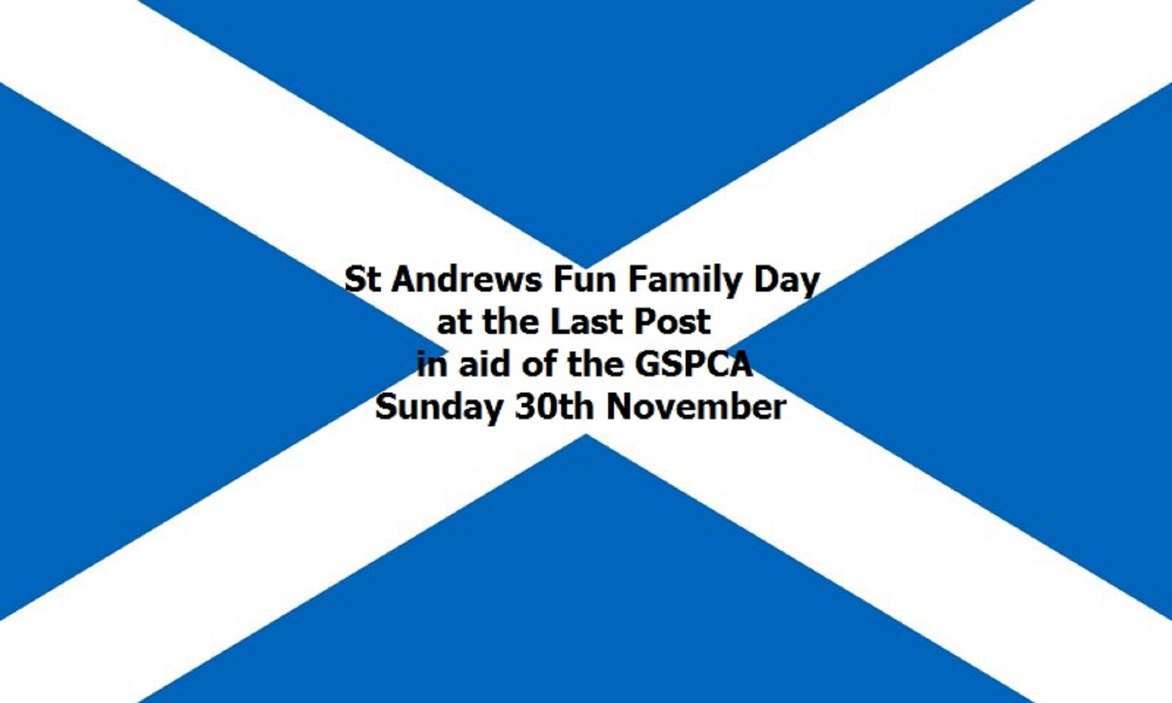 St Andrews Fun Family Day
at the Last Post
in aid of the GSPCA
Sunday 30th November